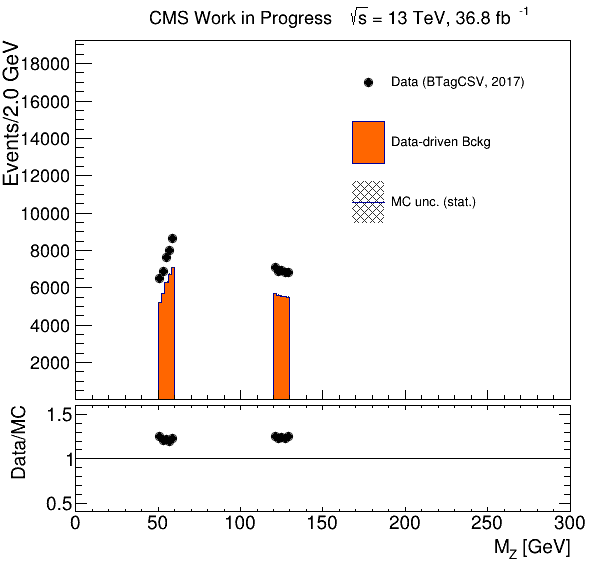 CMS Work in Progress √s = 13 TeV, 36.8 fb -1
Events/2.0 GeV
18000
16000
14000
12000
10000
8000
6000
4000
2000
Data (BTagCSV, 2017)
Data-driven Bckg
MC unc. (stat.)
Data/MC
1.5
1
0.5
0 50 100 150 200 250 300
M_Z [GeV]